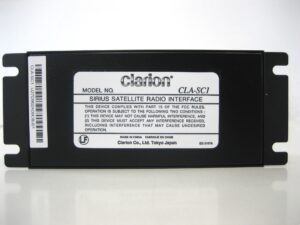 clarion®
MODEL NO. CLA-SC1
SIRIUS SATELLITE RADIO INTERFACE
THIS DEVICE COMPLIES WITH PART 15 OF THE FCC RULES.
OPERATION IS SUBJECT TO THE FOLLOWING TWO CONDITIONS :
(1) THIS DEVICE MAY NOT CAUSE HARMFUL INTERFERENCE, AND
(2) THIS DEVICE MUST ACCEPT ANY INTERFERENCE RECEIVED,
INCLUDING INTERFERENCE THAT MAY CAUSE UNDESIRED
OPERATION.
MADE IN CHINA
Clarion Co., Ltd. Tokyo Japan